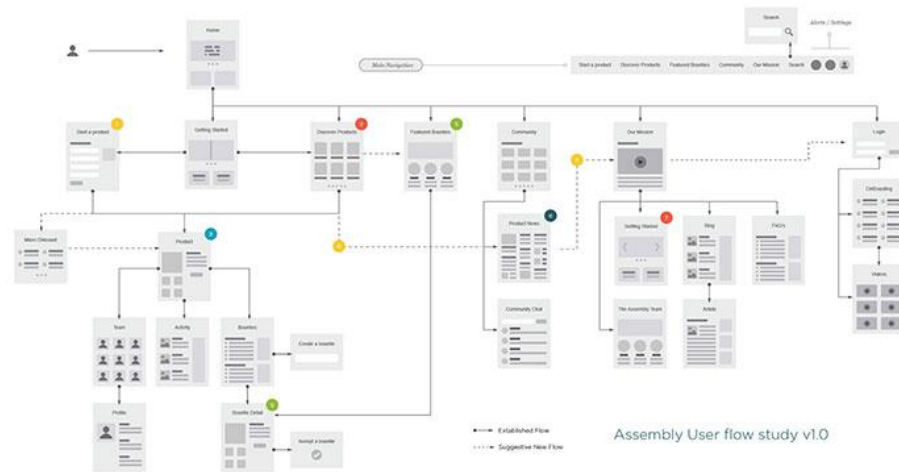 Search
Alerts / Settings
Home
Main Navigation
Start a product Discover Products Featured Bounties Community Our Mission Search
Start a product
Getting Started
Discover Products
Featured Bounties
Community
Our Mission
Login
Onboarding
Product
Product News
Getting Started
Blog
FAQ's
Videos
Team
Activity
Bounties
Create a bounty
Community Chat
The Assembly Team
Article
Profile
Bounty Detail
Accept a bounty
Established Flow
Suggestive New Flow
Assembly User flow study v1.0